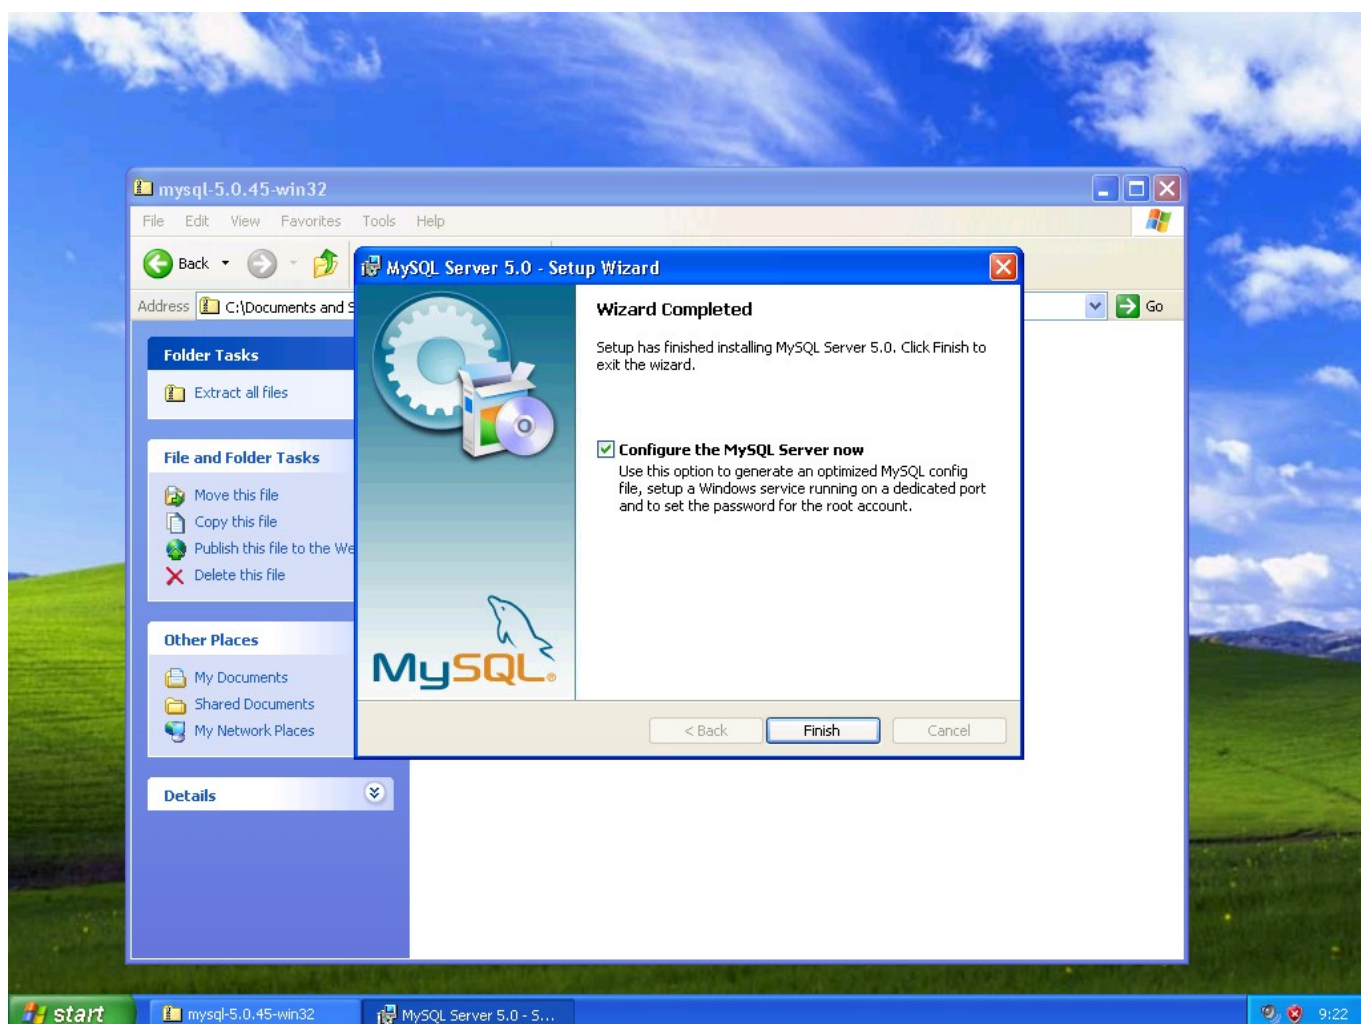 mysql-5.0.45-win32
File Edit View Favorites Tools Help
Back
Address C:\Documents and S
Go
Folder Tasks
Extract all files
File and Folder Tasks
Move this file
Copy this file
Publish this file to the We
Delete this file
Other Places
My Documents
Shared Documents
My Network Places
Details
MySQL Server 5.0 - Setup Wizard
Wizard Completed
Setup has finished installing MySQL Server 5.0. Click Finish to
exit the wizard.
Configure the MySQL Server now
Use this option to generate an optimized MySQL config
file, setup a Windows service running on a dedicated port
and to set the password for the root account.
MySQL®
< Back Finish Cancel
start mysql-5.0.45-win32 MySQL Server 5.0 - S... 9:22